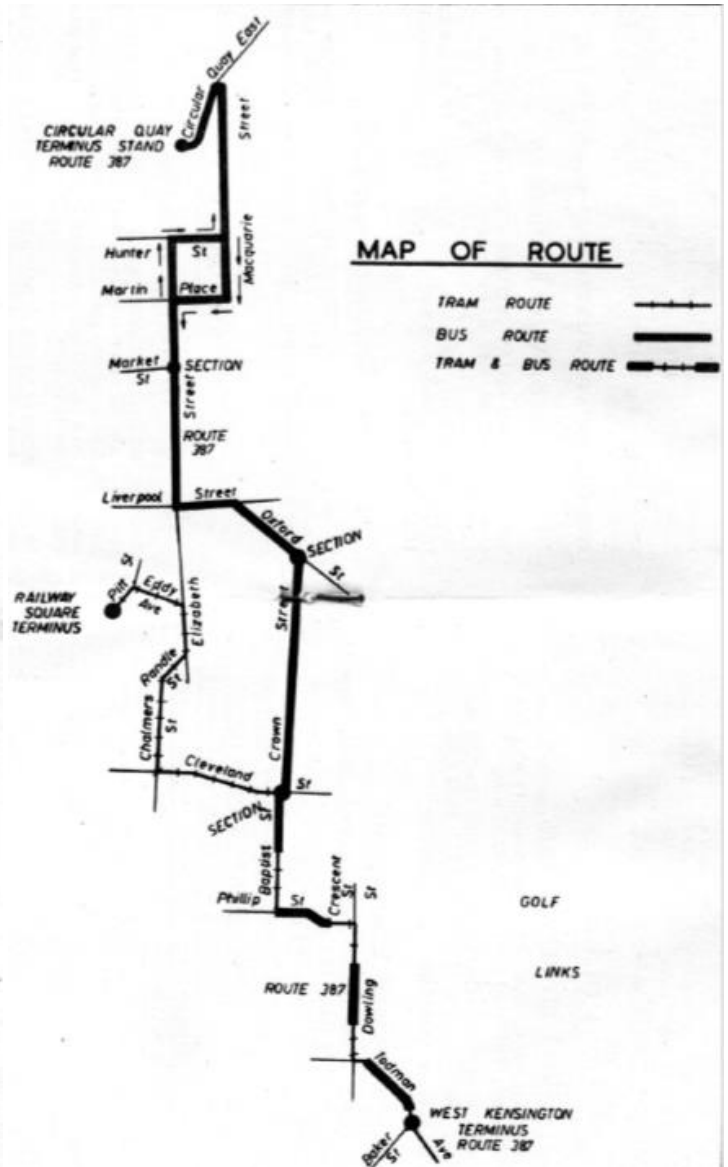 Circular Quay East
CIRCULAR QUAY
TERMINUS STAND
ROUTE 387
Street
Macquarie
Hunter
St
Martin Place
MAP OF ROUTE
TRAM ROUTE
BUS ROUTE
TRAM & BUS ROUTE
Market
St
SECTION
Street
ROUTE
387
Liverpool Street
Oxford
St
SECTION
Street
St
Pitt
Eddy
Ave
Elizabeth
RAILWAY
SQUARE
TERMINUS
Randle
St
Chalmers
St
Crown
Cleveland
St
SECTION
St
Baptist
Phillip St
Crescent
St
St
GOLF
LINKS
ROUTE 387
Dowling
Todman
WEST KENSINGTON
TERMINUS
ROUTE 387
Baker
St
Ave